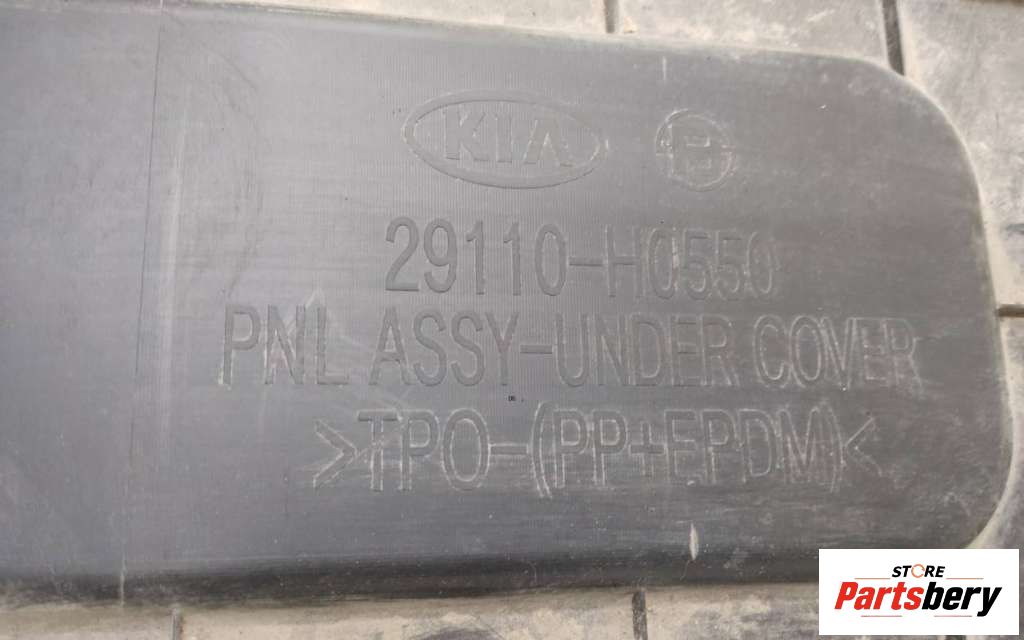 KIA
29110-H0550
PNL ASSY-UNDER COVER
>TPO-(PP+EPDM)<
STORE
Partsbery